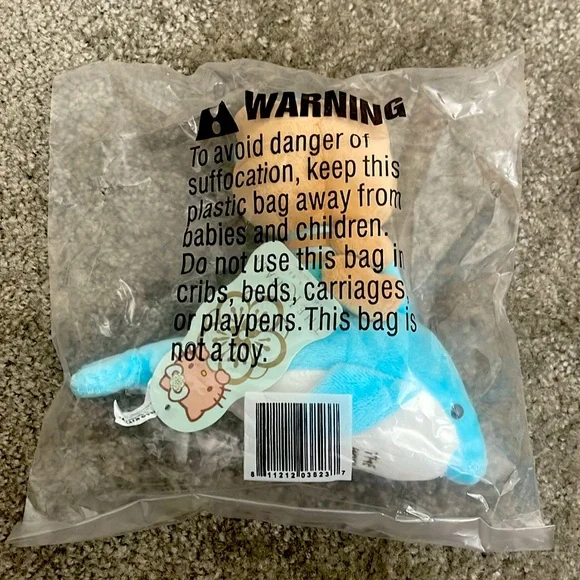 WARNING
To avoid danger of
suffocation, keep this
plastic bag away from
babies and children.
Do not use this bag in
cribs, beds, carriages,
or playpens. This bag is
not a toy.
8 11212 03823 7